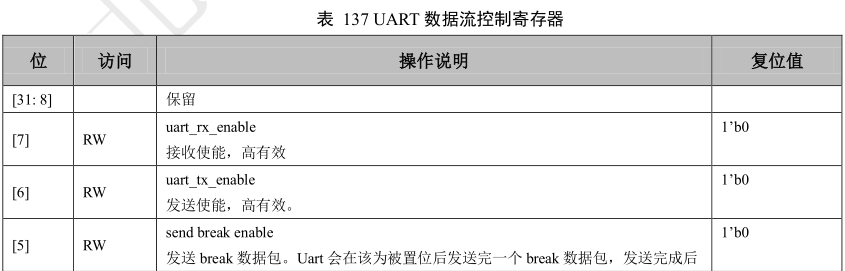 表 137 UART 数据流控制寄存器
位 访问 操作说明 复位值
[31: 8] 保留
[7] RW uart_rx_enable 1’b0
接收使能，高有效
[6] RW uart_tx_enable 1’b0
发送使能，高有效。
[5] RW send break enable 1’b0
发送 break 数据包。Uart 会在该为被置位后发送完一个 break 数据包，发送完成后